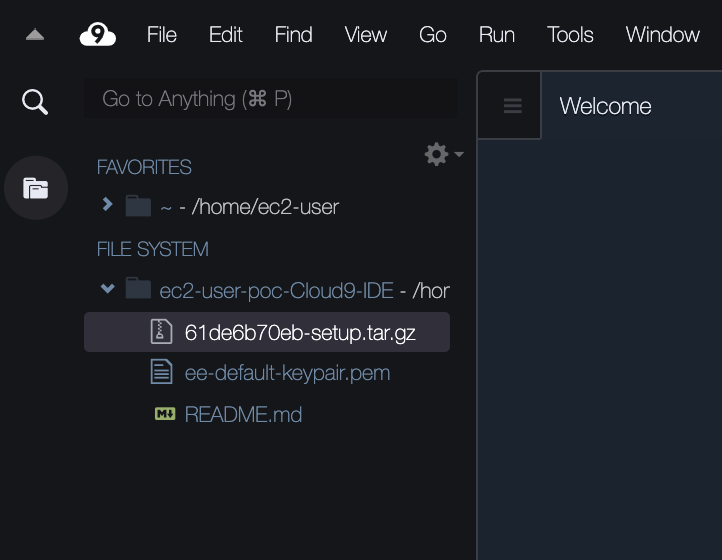 9 File Edit Find View Go Run Tools Window
Go to Anything (⌘ P)
Welcome
FAVORITES
~ - /home/ec2-user
FILE SYSTEM
ec2-user-poc-Cloud9-IDE - /hor
61de6b70eb-setup.tar.gz
ee-default-keypair.pem
M README.md